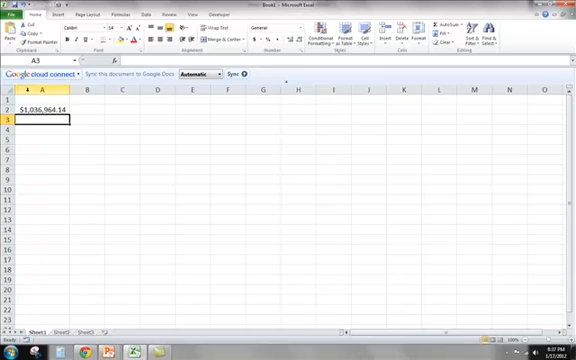 Book1 - Microsoft Excel
File Home Insert Page Layout Formulas Data Review View Developer
Calibri 14 Wrap Text General AutoSum
Paste Fill
Format Painter Merge & Center $ % , Conditional Formatting Format as Table Cell Styles Insert Delete Format Clear Sort & Filter Find & Select
Clipboard Font Alignment Number Styles Cells Editing
A3 fx
Google cloud connect Sync this document to Google Docs Automatic Sync
A B C D E F G H I J K L M N O
1
2 $1,036,964.14
3
4
5
6
7
8
9
10
11
12
13
14
15
16
17
18
19
20
21
22
23
Sheet1 Sheet2 Sheet3
Ready 100%
8:37 PM
1/17/2012